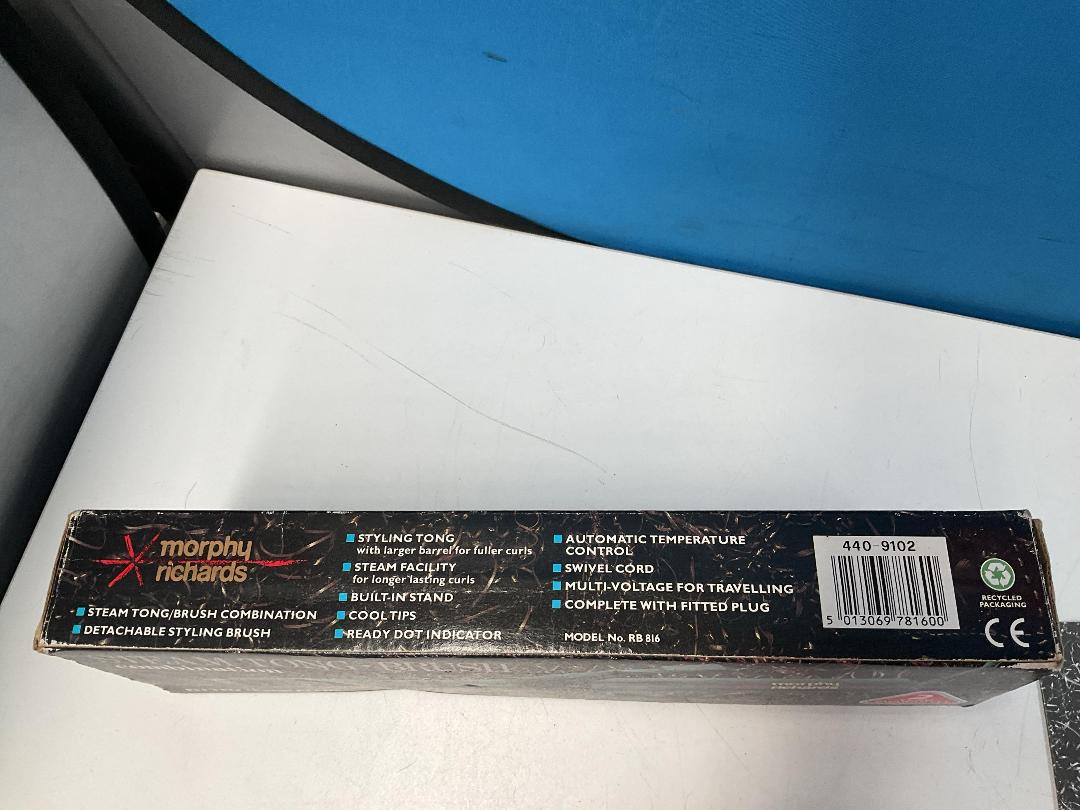 morphy
richards
STEAM TONG/BRUSH COMBINATION
DETACHABLE STYLING BRUSH
STYLING TONG
with larger barrel for fuller curls
STEAM FACILITY
for longer lasting curls
BUILT-IN STAND
COOL TIPS
READY DOT INDICATOR
AUTOMATIC TEMPERATURE
CONTROL
SWIVEL CORD
MULTI-VOLTAGE FOR TRAVELLING
COMPLETE WITH FITTED PLUG
MODEL No. RB 816
440-9102
5 013069 781600
RECYCLED
PACKAGING
CE
morphy
richards